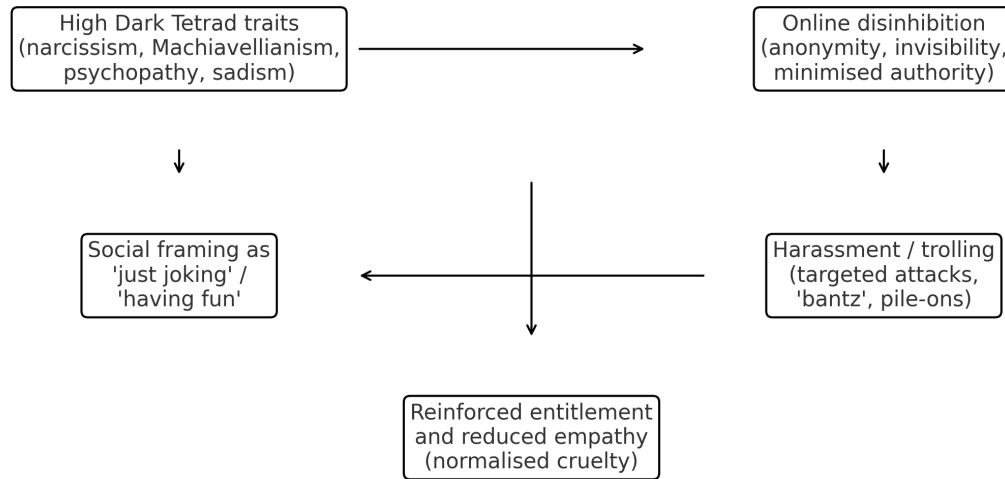 High Dark Tetrad traits
(narcissism, Machiavellianism,
psychopathy, sadism)
Online disinhibition
(anonymity, invisibility,
minimised authority)
Social framing as
'just joking' /
'having fun'
Harassment / trolling
(targeted attacks,
'bantz', pile-ons)
Reinforced entitlement
and reduced empathy
(normalised cruelty)